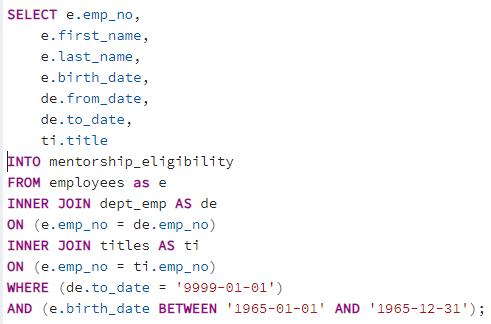 SELECT e.emp_no,
    e.first_name,
    e.last_name,
    e.birth_date,
    de.from_date,
    de.to_date,
    ti.title
INTO mentorship_eligibility
FROM employees as e
INNER JOIN dept_emp AS de
ON (e.emp_no = de.emp_no)
INNER JOIN titles AS ti
ON (e.emp_no = ti.emp_no)
WHERE (de.to_date = '9999-01-01')
AND (e.birth_date BETWEEN '1965-01-01' AND '1965-12-31');